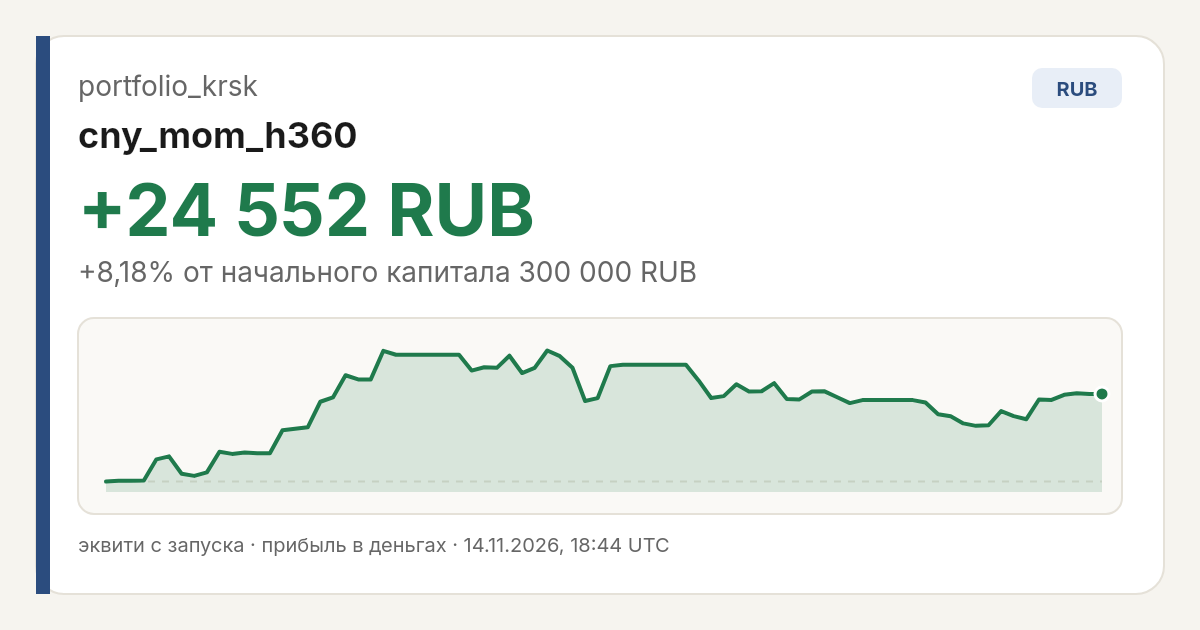 portfolio_krsk
RUB
cny_mom_h360
+24 552 RUB
+8,18% от начального капитала 300 000 RUB
эквити с запуска · прибыль в деньгах · 14.11.2026, 18:44 UTC